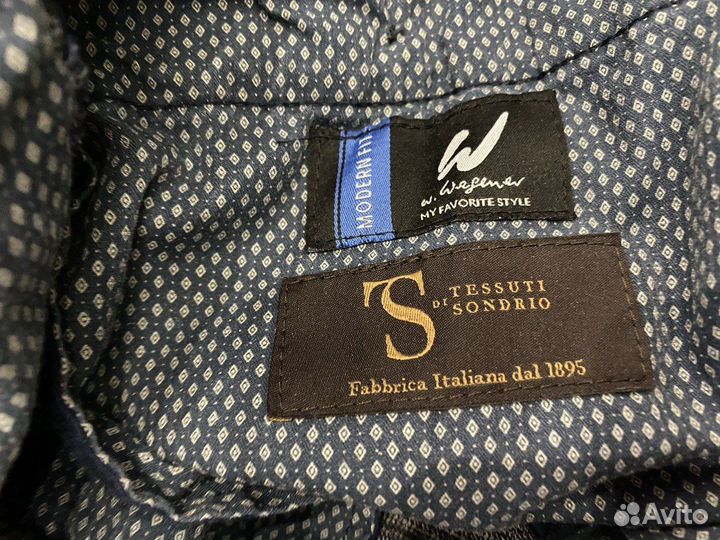 MODERN FIT
W
W. Wegener
MY FAVORITE STYLE
TS
TESSUTI
DI SONDRIO
Fabbrica Italiana dal 1895
Avito